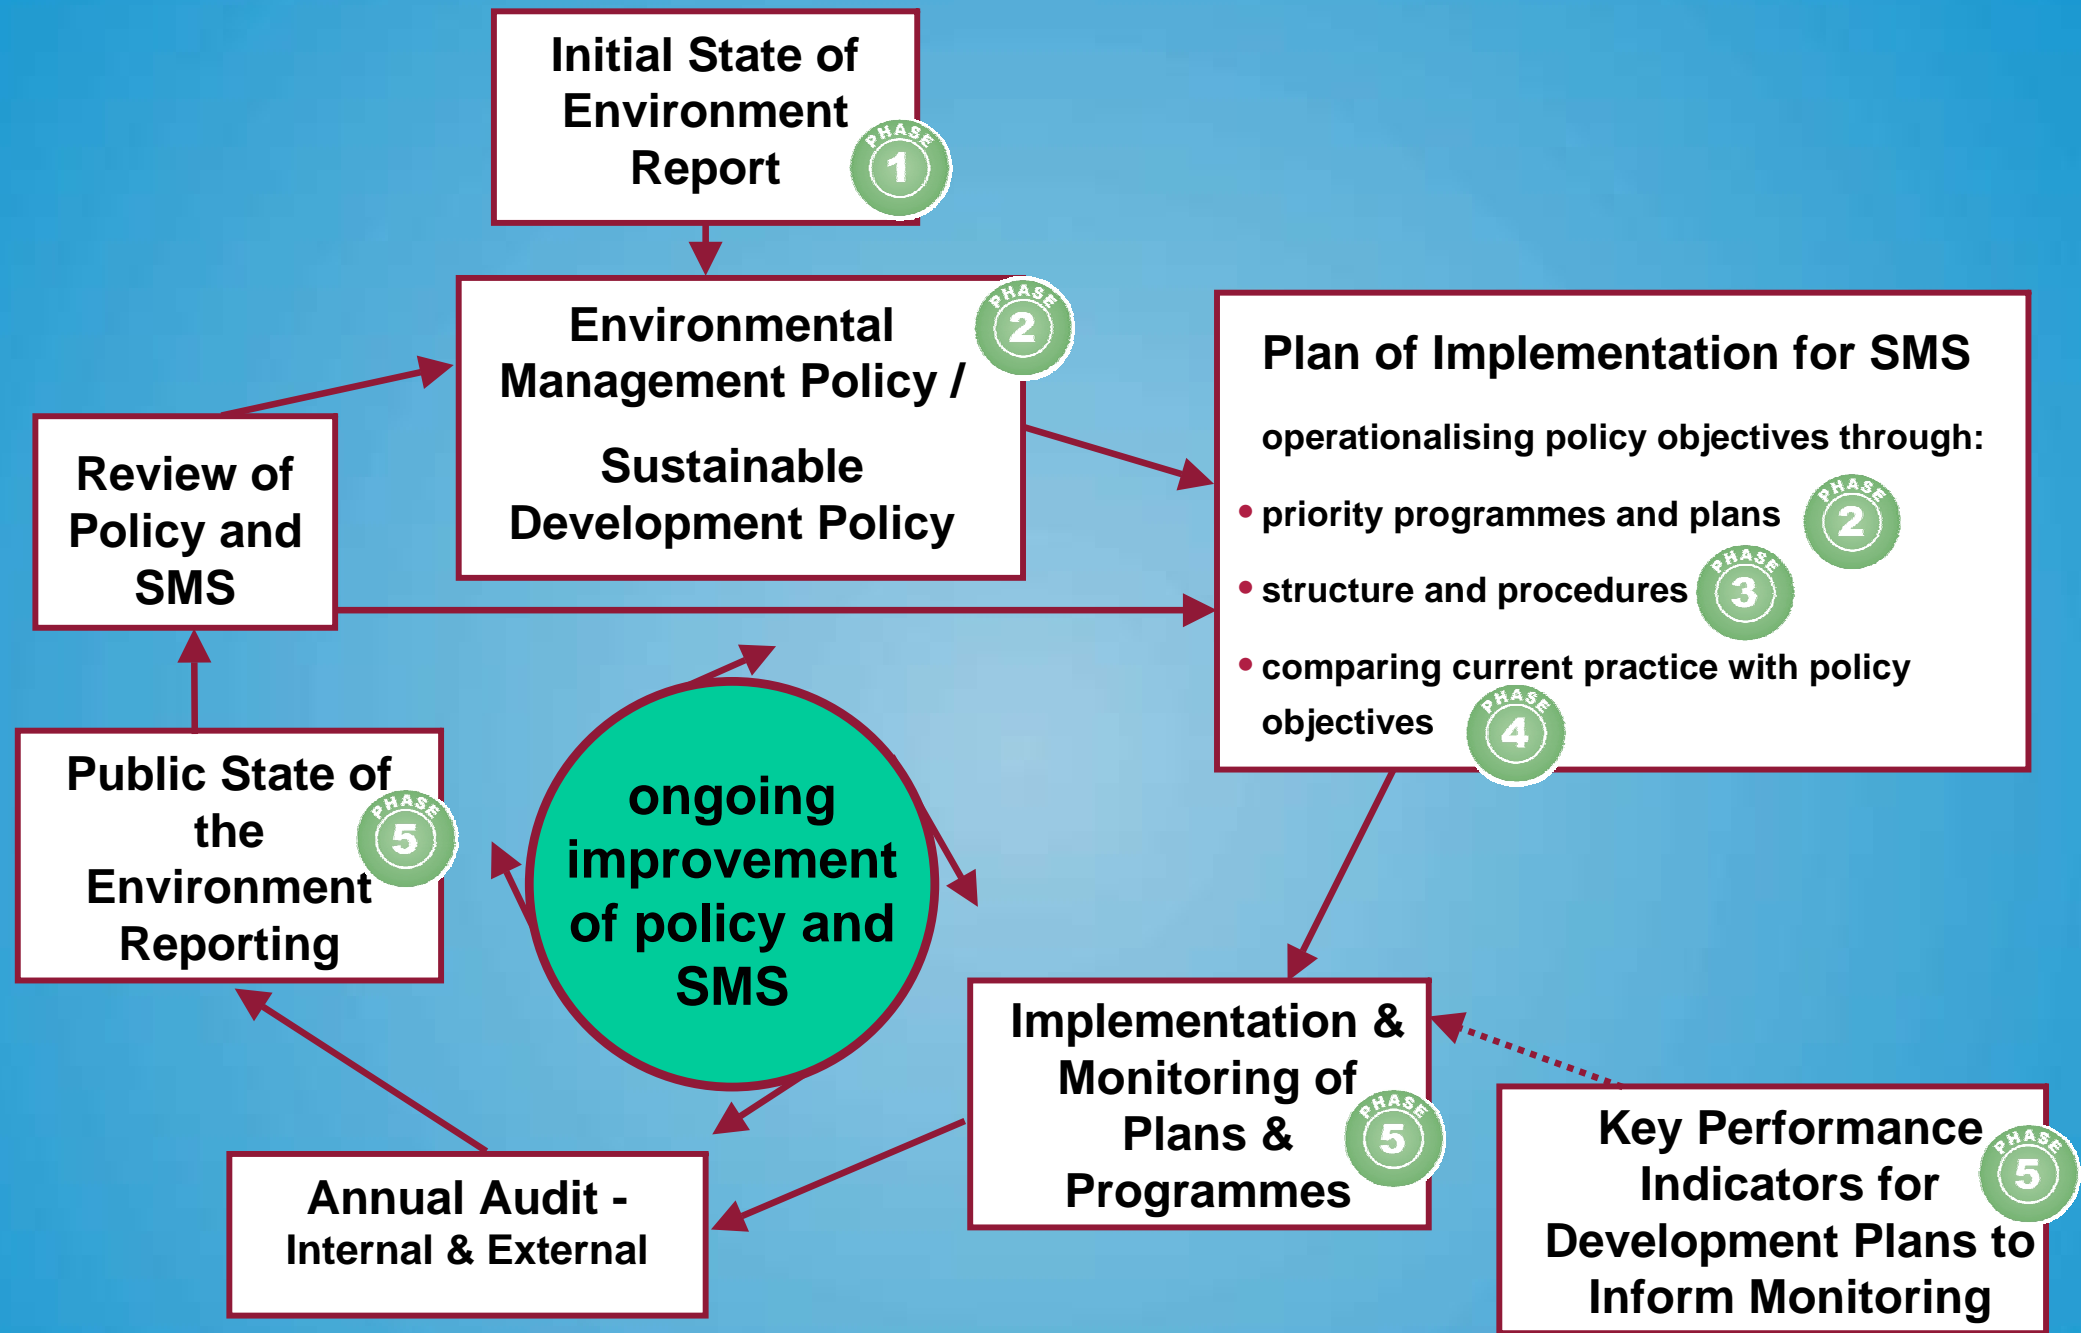 Initial State of
Environment
Report
PHASE
1
Environmental
Management Policy /
Sustainable
Development Policy
PHASE
2
Plan of Implementation for SMS
operationalising policy objectives through:
• priority programmes and plans
PHASE
2
• structure and procedures
PHASE
3
• comparing current practice with policy
objectives
PHASE
4
Review of
Policy and
SMS
Public State of
the
Environment
Reporting
PHASE
5
ongoing
improvement
of policy and
SMS
Implementation &
Monitoring of
Plans &
Programmes
PHASE
5
Key Performance
Indicators for
Development Plans to
Inform Monitoring
PHASE
5
Annual Audit -
Internal & External